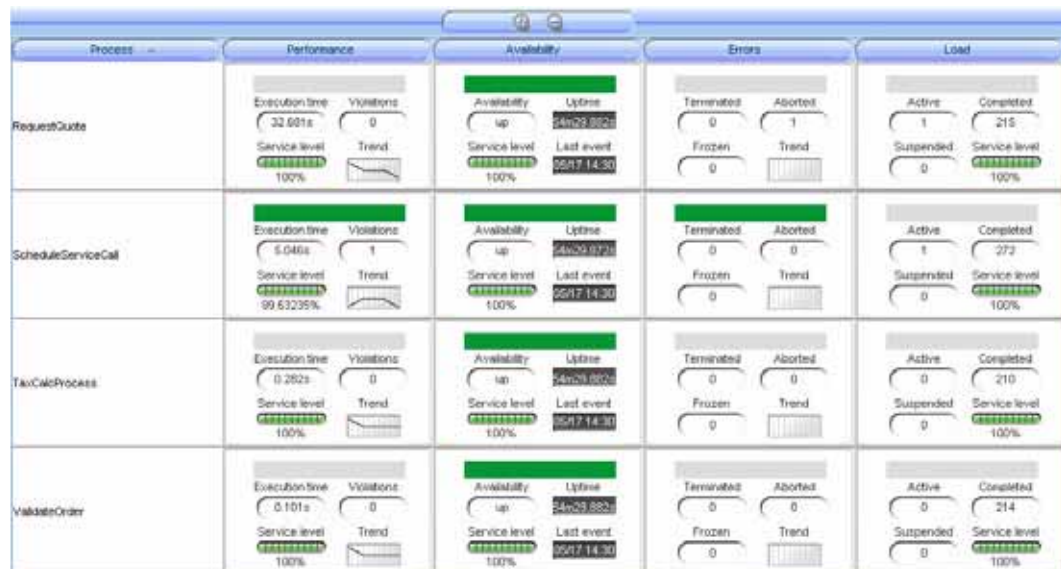 Process Performance Availability Errors Load
Execution time Violations Availability Uptime Terminated Aborted Active Completed
RequestQuote 32.681s 0 up 54m29.882s 0 1 1 215
Service level Trend Service level Last event Frozen Trend Suspended Service level
100% 100% 05/17 14:30 0 0 100%
Execution time Violations Availability Uptime Terminated Aborted Active Completed
ScheduleServiceCall 5.046s 1 up 54m29.872s 0 0 1 272
Service level Trend Service level Last event Frozen Trend Suspended Service level
99.63235% 100% 05/17 14:30 0 0 100%
Execution time Violations Availability Uptime Terminated Aborted Active Completed
TaxCalcProcess 0.282s 0 up 54m29.882s 0 0 0 210
Service level Trend Service level Last event Frozen Trend Suspended Service level
100% 100% 05/17 14:30 0 0 100%
Execution time Violations Availability Uptime Terminated Aborted Active Completed
ValidateOrder 0.101s 0 up 54m29.882s 0 0 0 214
Service level Trend Service level Last event Frozen Trend Suspended Service level
100% 100% 05/17 14:30 0 0 100%